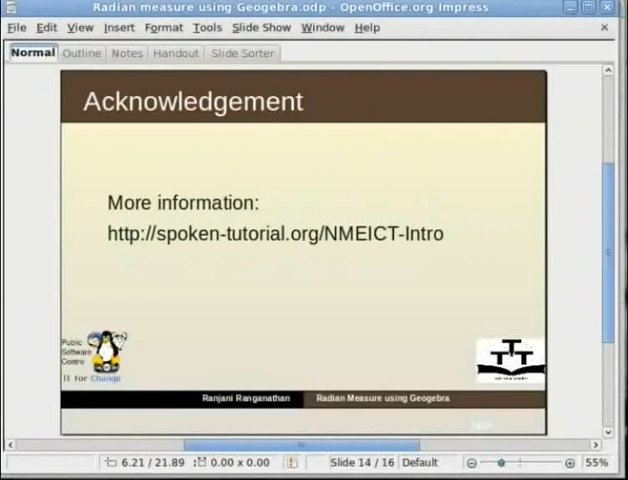 Radian measure using Geogebra.odp - OpenOffice.org Impress
File Edit View Insert Format Tools Slide Show Window Help
Normal Outline Notes Handout Slide Sorter
Acknowledgement
More information:
http://spoken-tutorial.org/NMEICT-Intro
Public
Software
Centre
IT for Change
Ranjani Ranganathan Radian Measure using Geogebra
6.21 / 21.89 0.00 x 0.00 Slide 14 / 16 Default 55%